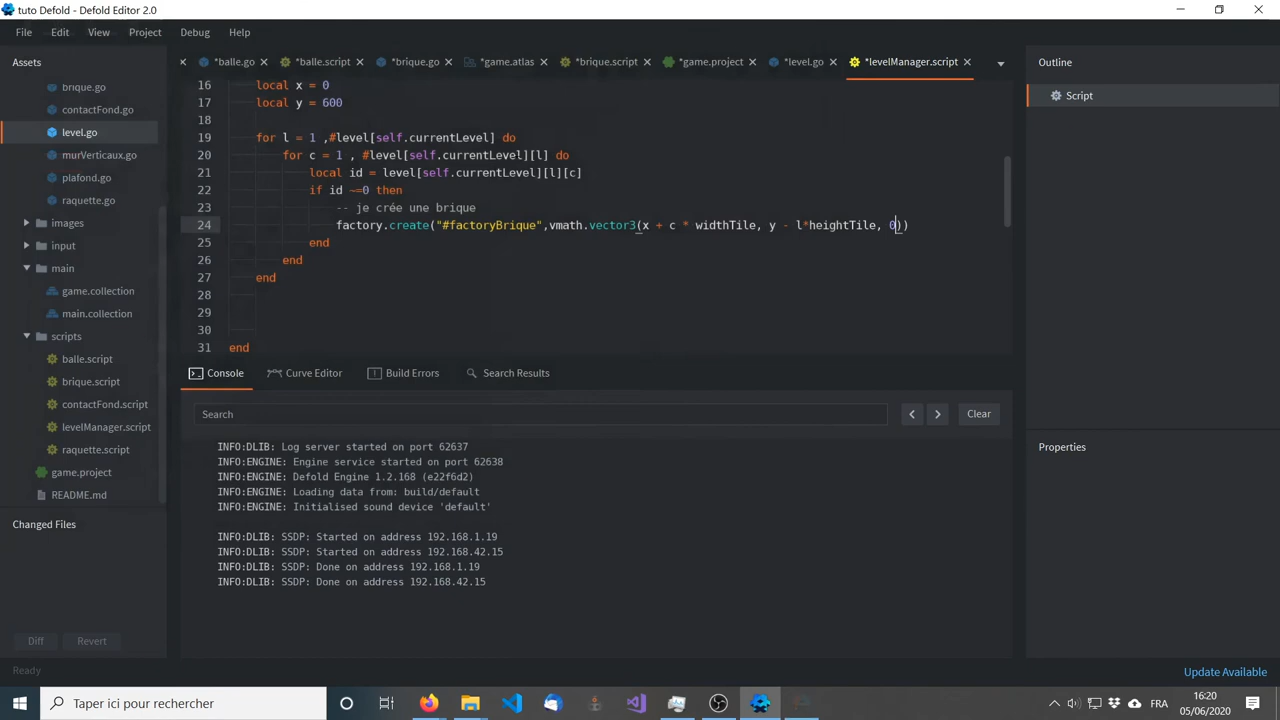 tuto Defold - Defold Editor 2.0
File Edit View Project Debug Help
Assets
brique.go
contactFond.go
level.go
murVerticaux.go
plafond.go
raquette.go
images
input
main
game.collection
main.collection
scripts
balle.script
brique.script
contactFond.script
levelManager.script
raquette.script
game.project
README.md
Changed Files
Diff Revert
Ready
*balle.go *balle.script *brique.go *game.atlas *brique.script *game.project *level.go *levelManager.script
16 local x = 0
17 local y = 600
18
19 for l = 1 ,#level[self.currentLevel] do
20 for c = 1 , #level[self.currentLevel][l] do
21 local id = level[self.currentLevel][l][c]
22 if id ~=0 then
23 -- je crée une brique
24 factory.create("#factoryBrique",vmath.vector3(x + c * widthTile, y - l*heightTile, 0))
25 end
26 end
27 end
28
29
30
31 end
Console Curve Editor Build Errors Search Results
Search
Clear
INFO:DLIB: Log server started on port 62637
INFO:ENGINE: Engine service started on port 62638
INFO:ENGINE: Defold Engine 1.2.168 (e22f6d2)
INFO:ENGINE: Loading data from: build/default
INFO:ENGINE: Initialised sound device 'default'
INFO:DLIB: SSDP: Started on address 192.168.1.19
INFO:DLIB: SSDP: Started on address 192.168.42.15
INFO:DLIB: SSDP: Done on address 192.168.1.19
INFO:DLIB: SSDP: Done on address 192.168.42.15
Outline
Script
Properties
Update Available
Taper ici pour rechercher
FRA
16:20
05/06/2020